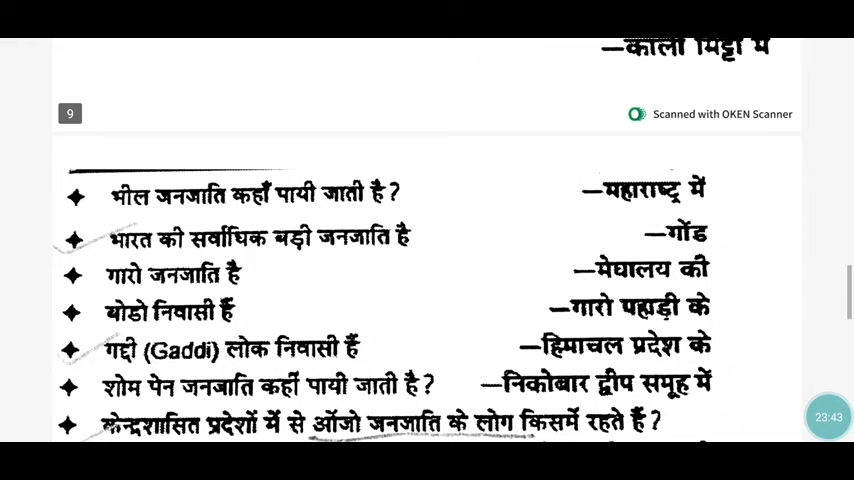 —काली मिट्टी में
9
Scanned with OKEN Scanner
भील जनजाति कहाँ पायी जाती है? —महाराष्ट्र में
भारत की सर्वाधिक बड़ी जनजाति है —गोंड
गारो जनजाति है —मेघालय की
बोडो निवासी हैं —गारो पहाड़ी के
गद्दी (Gaddi) लोक निवासी हैं —हिमाचल प्रदेश के
शोम पेन जनजाति कहाँ पायी जाती है? —निकोबार द्वीप समूह में
केन्द्रशासित प्रदेशों में से ओंजो जनजाति के लोग किसमें रहते हैं?
23:43